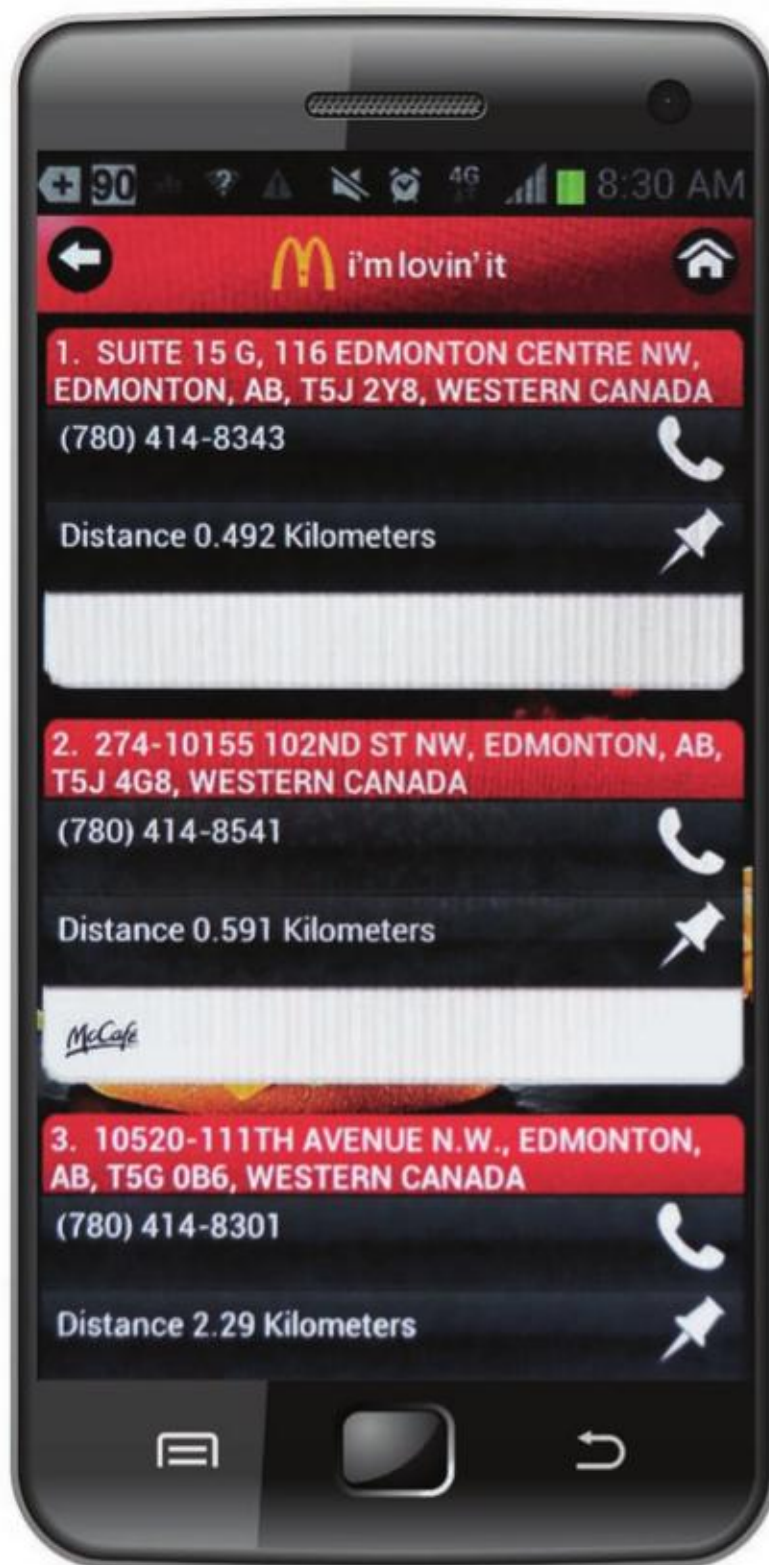 90 4G 8:30 AM
i'm lovin' it
1. SUITE 15 G, 116 EDMONTON CENTRE NW,
EDMONTON, AB, T5J 2Y8, WESTERN CANADA
(780) 414-8343
Distance 0.492 Kilometers
2. 274-10155 102ND ST NW, EDMONTON, AB,
T5J 4G8, WESTERN CANADA
(780) 414-8541
Distance 0.591 Kilometers
McCafé
3. 10520-111TH AVENUE N.W., EDMONTON,
AB, T5G 0B6, WESTERN CANADA
(780) 414-8301
Distance 2.29 Kilometers